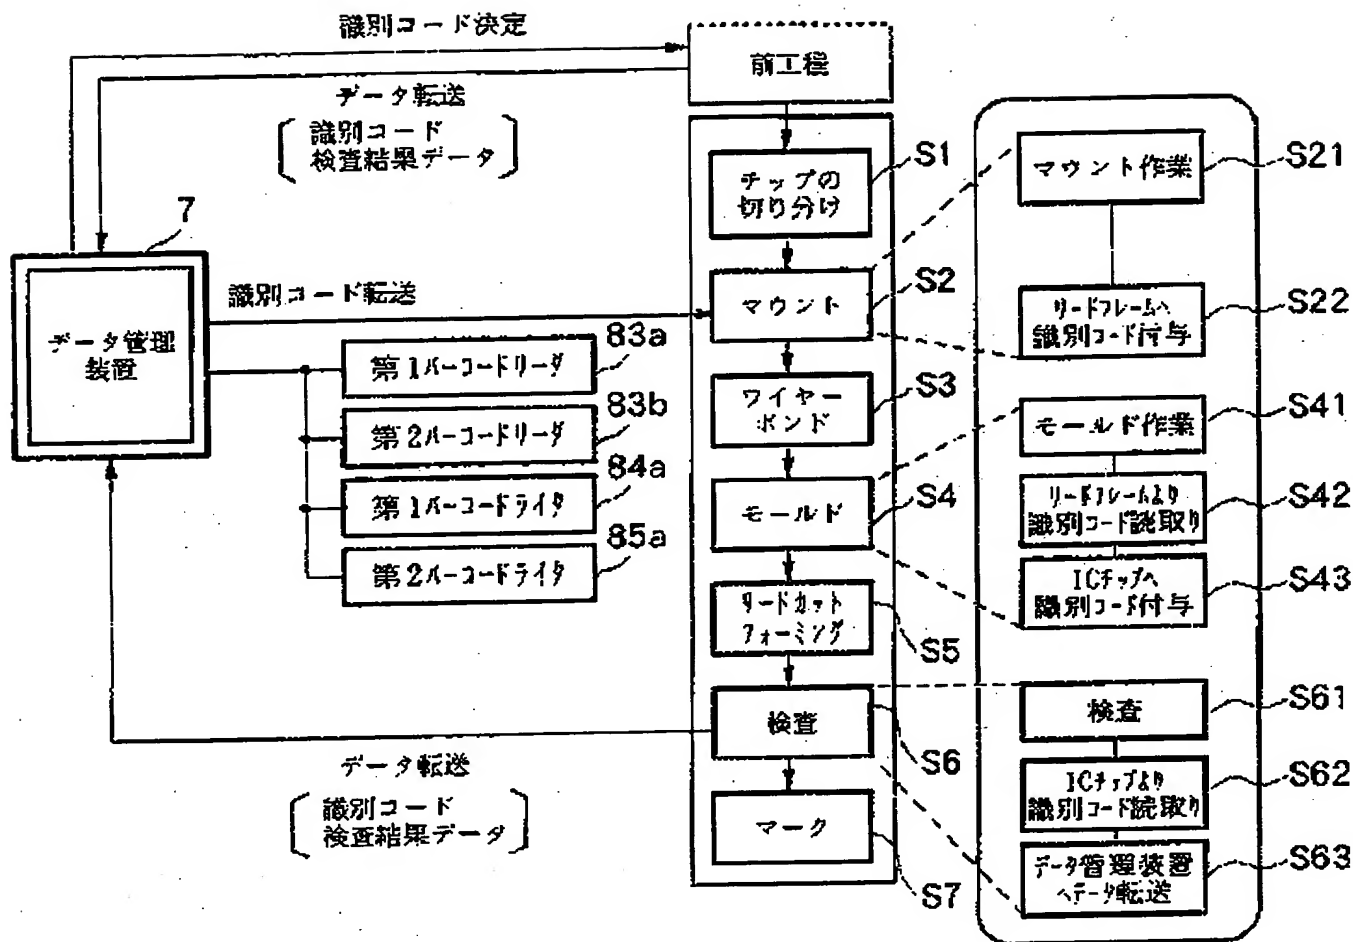 識別コード決定
前工程
データ転送
識別コード
検査結果データ
S1
チップの
切り分け
マウント作業
S21
7
データ管理
装置
識別コード転送
マウント
S2
リードフレームへ
識別コード付与
S22
第1バーコードリーダ
83a
第2バーコードリーダ
83b
第1バーコードライタ
84a
第2バーコードライタ
85a
ワイヤー
ボンド
S3
モールド作業
S41
モールド
S4
リードフレームより
識別コード読取り
S42
ICチップへ
識別コード付与
S43
リードカット
フォーミング
S5
検査
S6
検査
S61
データ転送
識別コード
検査結果データ
ICチップより
識別コード読取り
S62
マーク
S7
データ管理装置
へデータ転送
S63